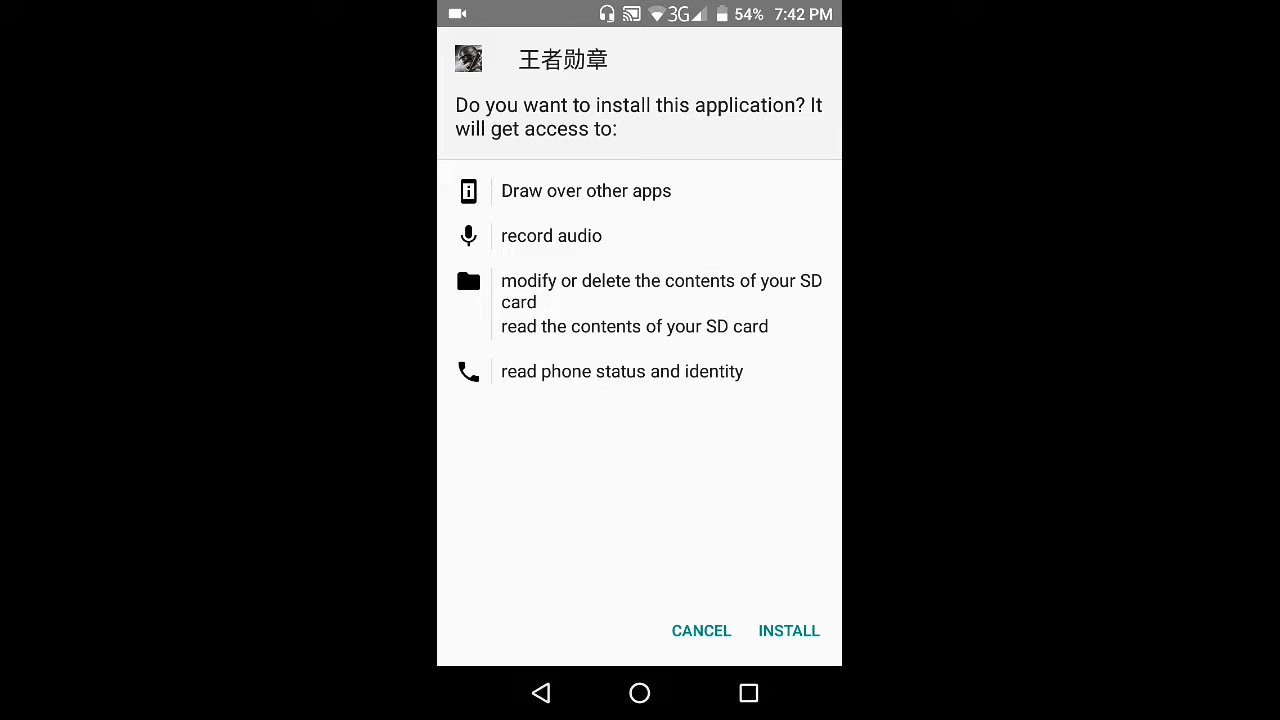 3G 54% 7:42 PM
王者勋章
Do you want to install this application? It
will get access to:
Draw over other apps
record audio
modify or delete the contents of your SD
card
read the contents of your SD card
read phone status and identity
CANCEL INSTALL